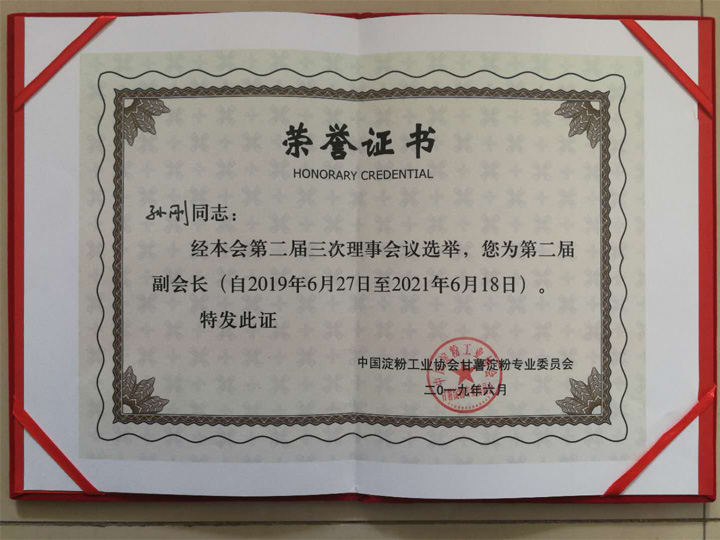 荣誉证书
HONORARY CREDENTIAL
孙刚同志：
经本会第二届三次理事会议选举，您为第二届
副会长（自2019年6月27日至2021年6月18日）。
特发此证
中国淀粉工业协会甘薯淀粉专业委员会
二0一九年六月